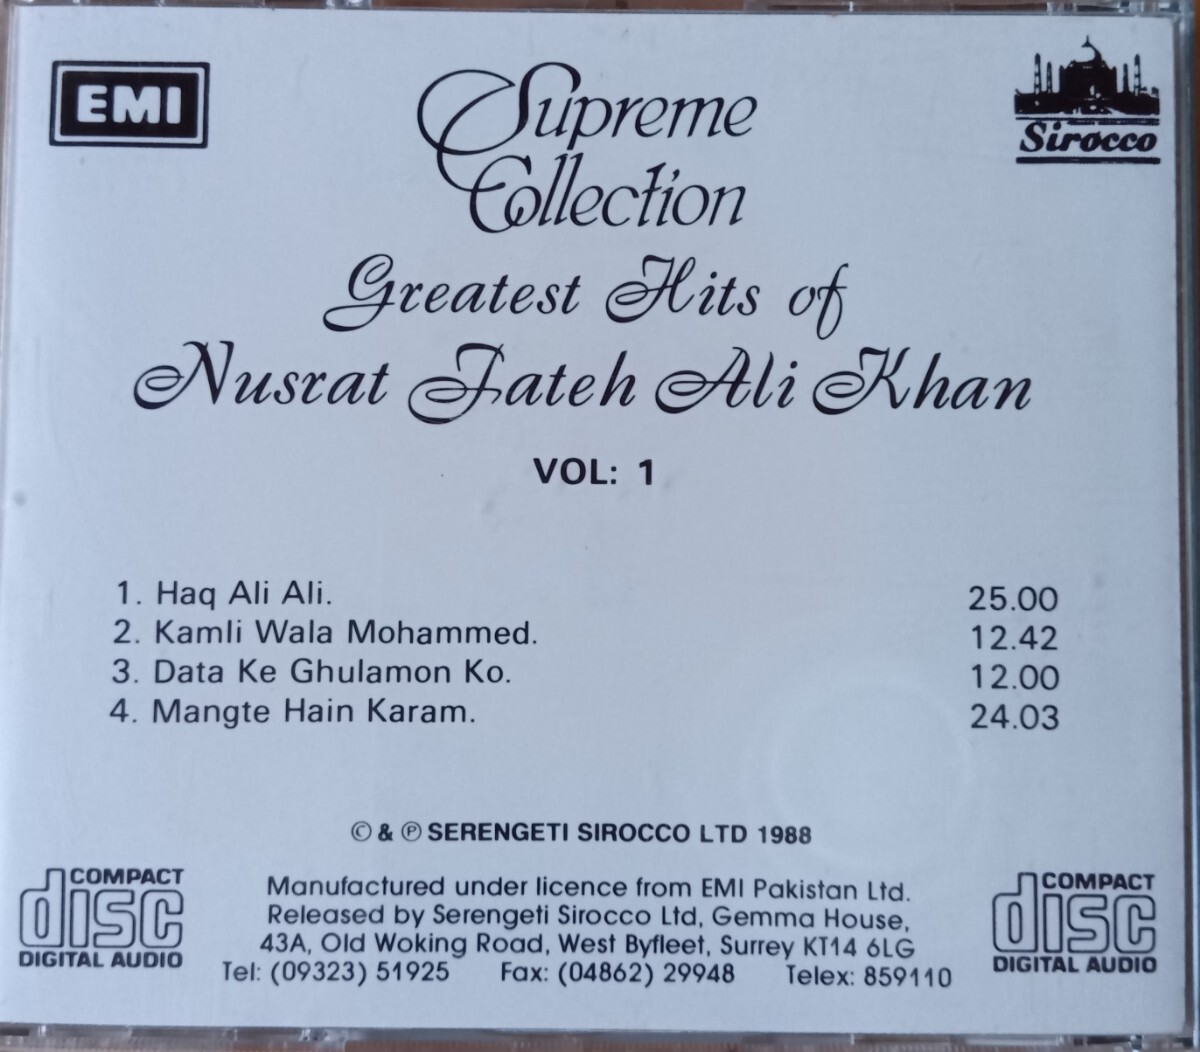 EMI
Supreme
Collection
Sirocco
Greatest Hits of
Nusrat Fateh Ali Khan
VOL: 1
1. Haq Ali Ali. 25.00
2. Kamli Wala Mohammed. 12.42
3. Data Ke Ghulamon Ko. 12.00
4. Mangte Hain Karam. 24.03
© & ℗ SERENGETI SIROCCO LTD 1988
COMPACT
disc
DIGITAL AUDIO
Manufactured under licence from EMI Pakistan Ltd.
Released by Serengeti Sirocco Ltd, Gemma House,
43A, Old Woking Road, West Byfleet, Surrey KT14 6LG
Tel: (09323) 51925 Fax: (04862) 29948 Telex: 859110
COMPACT
disc
DIGITAL AUDIO